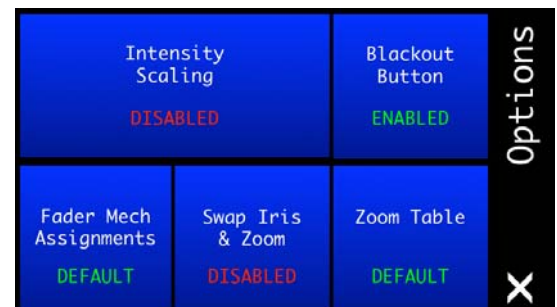 Intensity
Scaling
DISABLED
Blackout
Button
ENABLED
Options
Fader Mech
Assignments
DEFAULT
Swap Iris
& Zoom
DISABLED
Zoom Table
DEFAULT
X